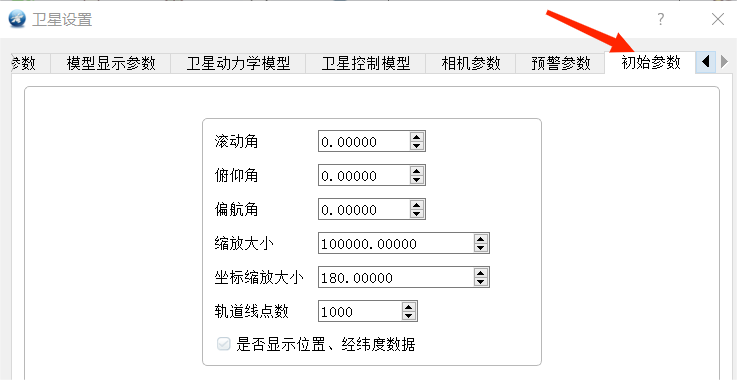 卫星设置
参数 模型显示参数 卫星动力学模型 卫星控制模型 相机参数 预警参数 初始参数
滚动角 0.00000
俯仰角 0.00000
偏航角 0.00000
缩放大小 100000.00000
坐标缩放大小 180.00000
轨道线点数 1000
是否显示位置、经纬度数据